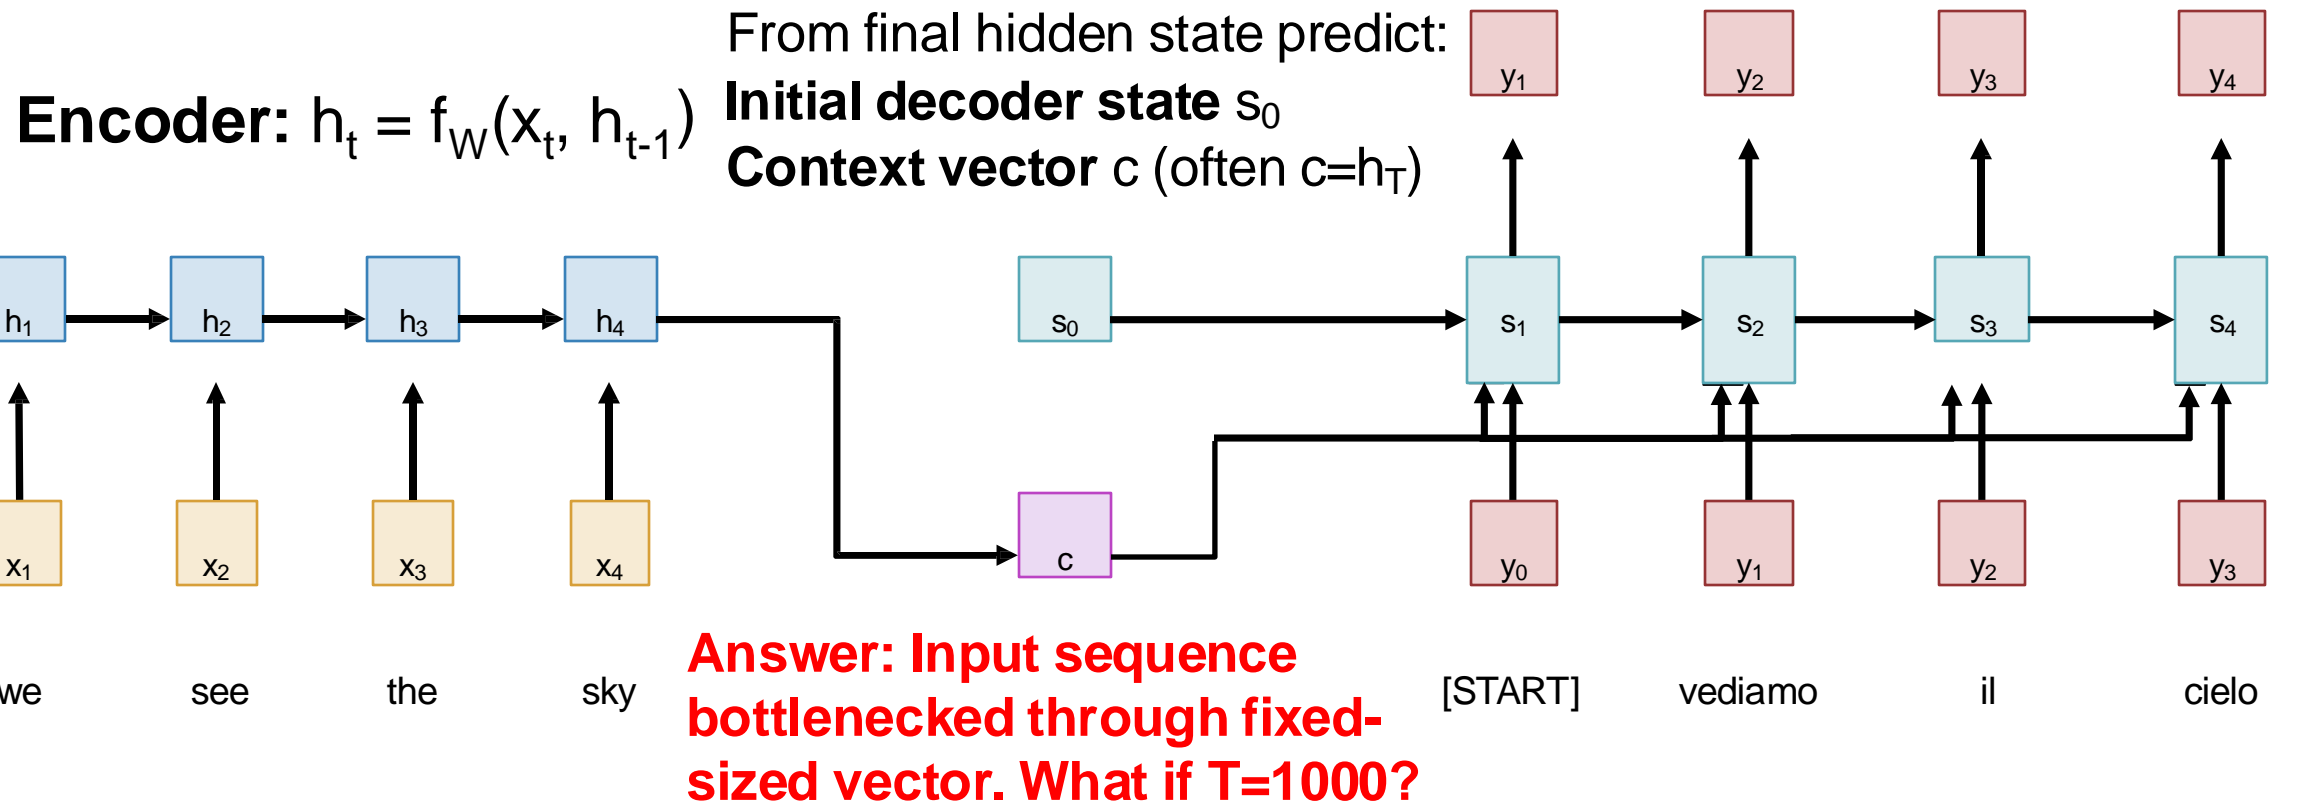 From final hidden state predict:
Encoder: hₜ = f_W(xₜ, hₜ₋₁)
Initial decoder state s₀
Context vector c (often c=h_T)
y₁ y₂ y₃ y₄
h₁ h₂ h₃ h₄ s₀ s₁ s₂ s₃ s₄
x₁ x₂ x₃ x₄ c y₀ y₁ y₂ y₃
we see the sky [START] vediamo il cielo
Answer: Input sequence
bottlenecked through fixed-
sized vector. What if T=1000?